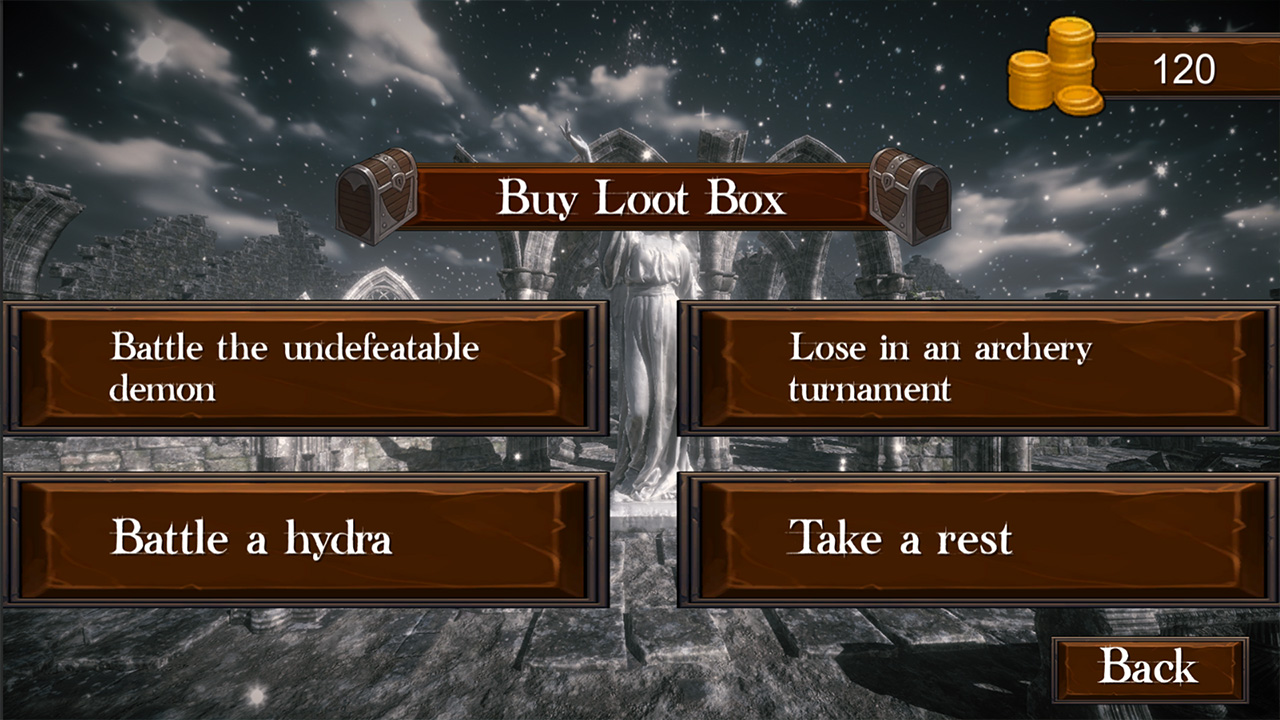 120
Buy Loot Box
Battle the undefeatable
demon
Lose in an archery
turnament
Battle a hydra
Take a rest
Back